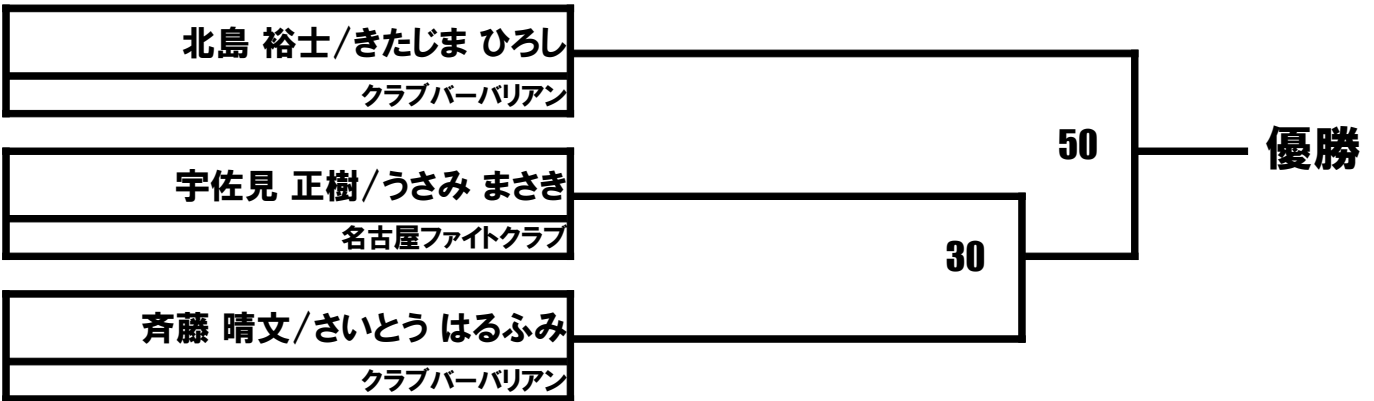 北島 裕士/きたじま ひろし
クラブバーバリアン
50
優勝
宇佐見 正樹/うさみ まさき
名古屋ファイトクラブ
30
斉藤 晴文/さいとう はるふみ
クラブバーバリアン